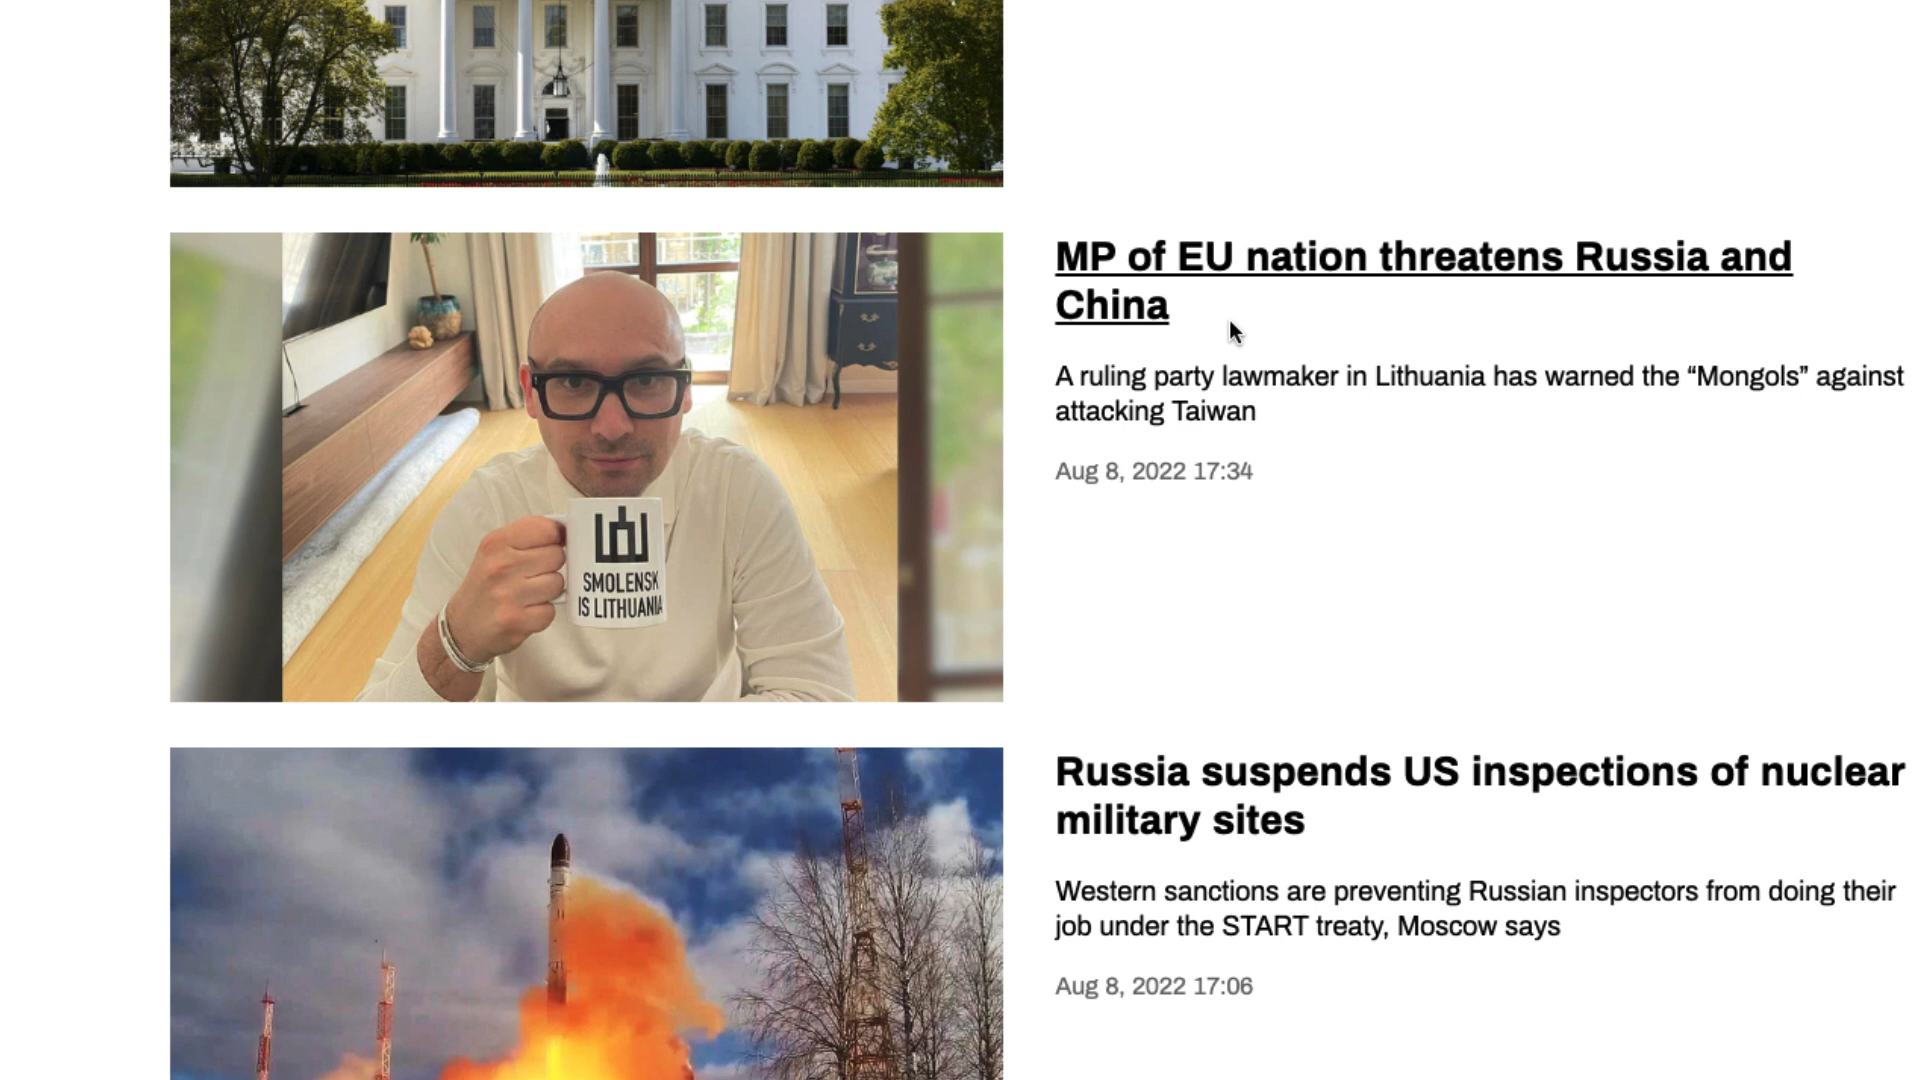 MP of EU nation threatens Russia and
China
A ruling party lawmaker in Lithuania has warned the “Mongols” against
attacking Taiwan
Aug 8, 2022 17:34
SMOLENSK
IS LITHUANIA
Russia suspends US inspections of nuclear
military sites
Western sanctions are preventing Russian inspectors from doing their
job under the START treaty, Moscow says
Aug 8, 2022 17:06